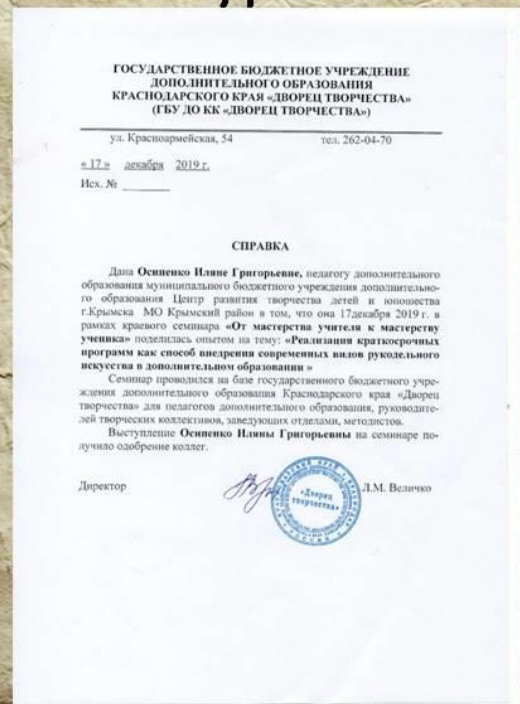 ГОСУДАРСТВЕННОЕ БЮДЖЕТНОЕ УЧРЕЖДЕНИЕ
ДОПОЛНИТЕЛЬНОГО ОБРАЗОВАНИЯ
КРАСНОДАРСКОГО КРАЯ «ДВОРЕЦ ТВОРЧЕСТВА»
(ГБУ ДО КК «ДВОРЕЦ ТВОРЧЕСТВА»)
ул. Красноармейская, 54 тел. 262-04-70
« 17 » декабря 2019 г.
Исх. №
СПРАВКА
Дана Осипенко Иляне Григорьевне, педагогу дополнительного
образования муниципального бюджетного учреждения дополнительно-
го образования Центр развития творчества детей и юношества
г.Крымска МО Крымский район в том, что она 17декабря 2019 г. в
рамках краевого семинара «От мастерства учителя к мастерству
ученика» поделилась опытом на тему: «Реализация краткосрочных
программ как способ внедрения современных видов рукодельного
искусства в дополнительном образовании »
Семинар проводился на базе государственного бюджетного учре-
ждения дополнительного образования Краснодарского края «Дворец
творчества» для педагогов дополнительного образования, руководите-
лей творческих коллективов, заведующих отделами, методистов.
Выступление Осипенко Иляны Григорьевны на семинаре по-
лучило одобрение коллег.
Директор Л.М. Величко
«Дворец
творчества»